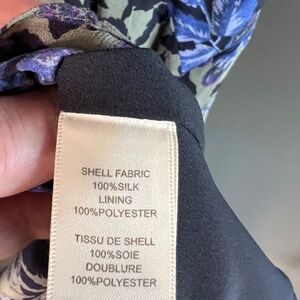 SHELL FABRIC
100%SILK
LINING
100%POLYESTER
TISSU DE SHELL
100%SOIE
DOUBLURE
100%POLYESTER